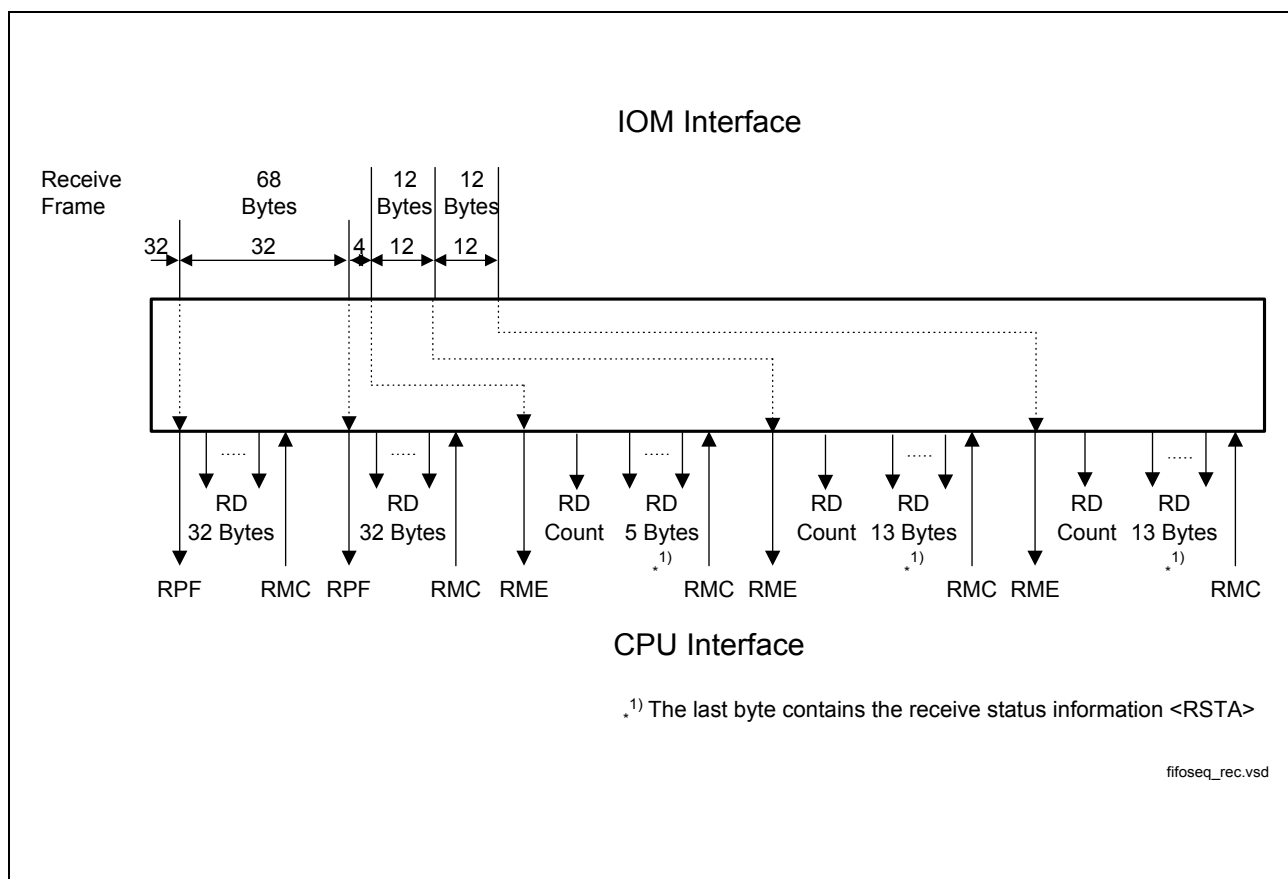 IOM Interface
Receive
Frame
68
Bytes
12
Bytes
12
Bytes
32
32
4
12
12
RD
32 Bytes
RD
32 Bytes
RD
Count
RD
5 Bytes
*1)
RD
Count
RD
13 Bytes
*1)
RD
Count
RD
13 Bytes
*1)
RPF
RMC
RPF
RMC
RME
RMC
RME
RMC
RME
RMC
CPU Interface
*1) The last byte contains the receive status information <RSTA>
fifoseq_rec.vsd